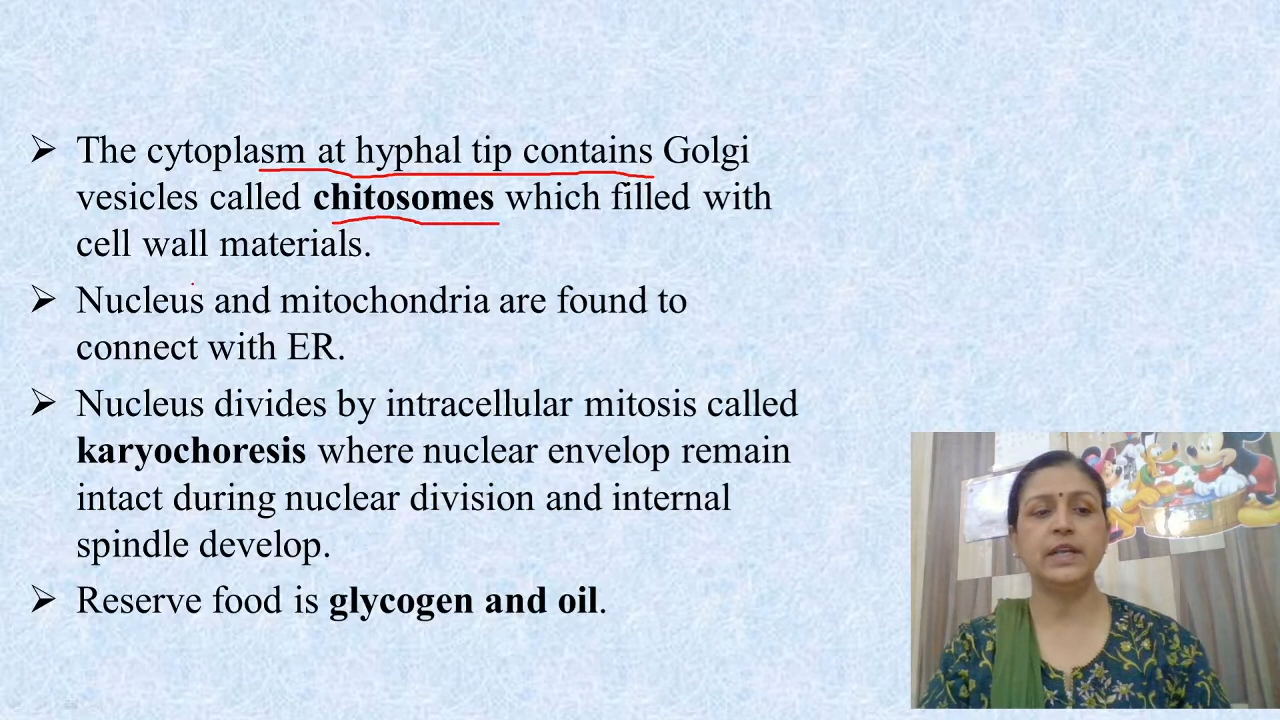 The cytoplasm at hyphal tip contains Golgi
vesicles called chitosomes which filled with
cell wall materials.
Nucleus and mitochondria are found to
connect with ER.
Nucleus divides by intracellular mitosis called
karyochoresis where nuclear envelop remain
intact during nuclear division and internal
spindle develop.
Reserve food is glycogen and oil.